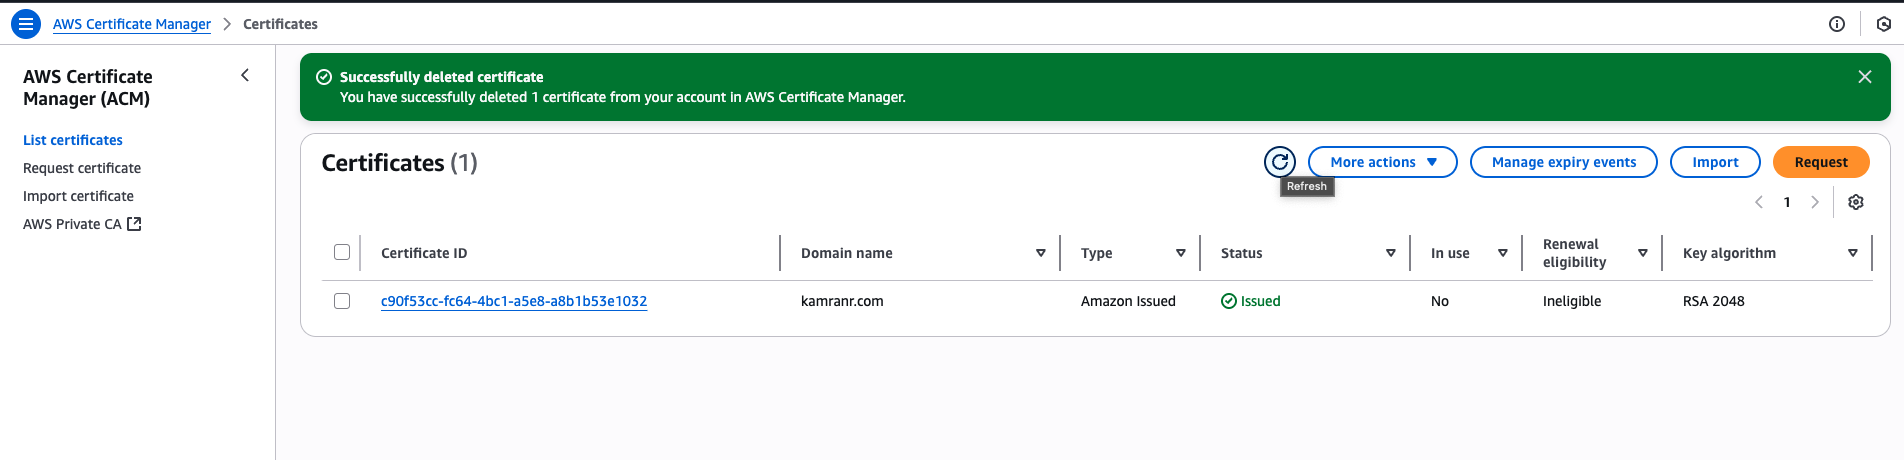 AWS Certificate Manager > Certificates
AWS Certificate
Manager (ACM)
List certificates
Request certificate
Import certificate
AWS Private CA
Successfully deleted certificate
You have successfully deleted 1 certificate from your account in AWS Certificate Manager.
Certificates (1)
More actions
Manage expiry events
Import
Request
Refresh
1
Certificate ID
Domain name
Type
Status
In use
Renewal
eligibility
Key algorithm
c90f53cc-fc64-4bc1-a5e8-a8b1b53e1032
kamranr.com
Amazon Issued
Issued
No
Ineligible
RSA 2048